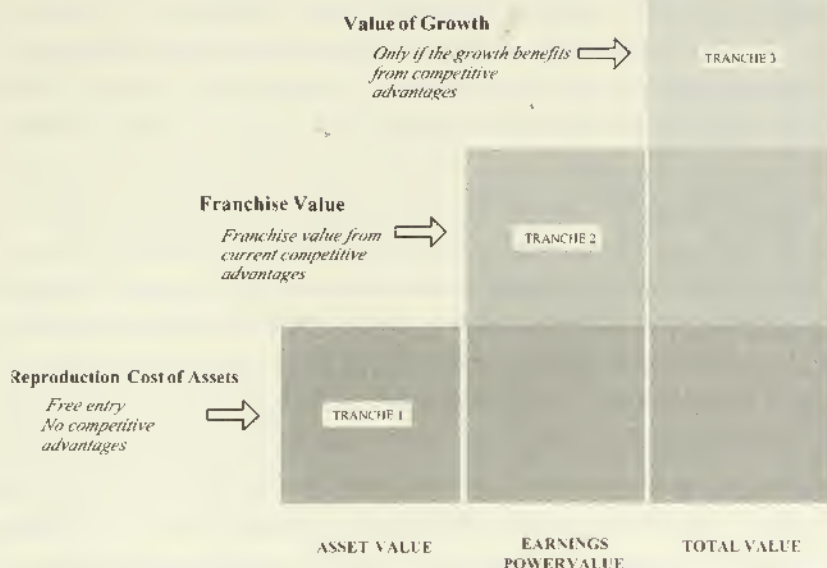 Value of Growth
Only if the growth benefits
from competitive
advantages
TRANCHE 3
Franchise Value
Franchise value from
current competitive
advantages
TRANCHE 2
Reproduction Cost of Assets
Free entry
No competitive
advantages
TRANCHE 1
ASSET VALUE
EARNINGS
POWERVALUE
TOTAL VALUE